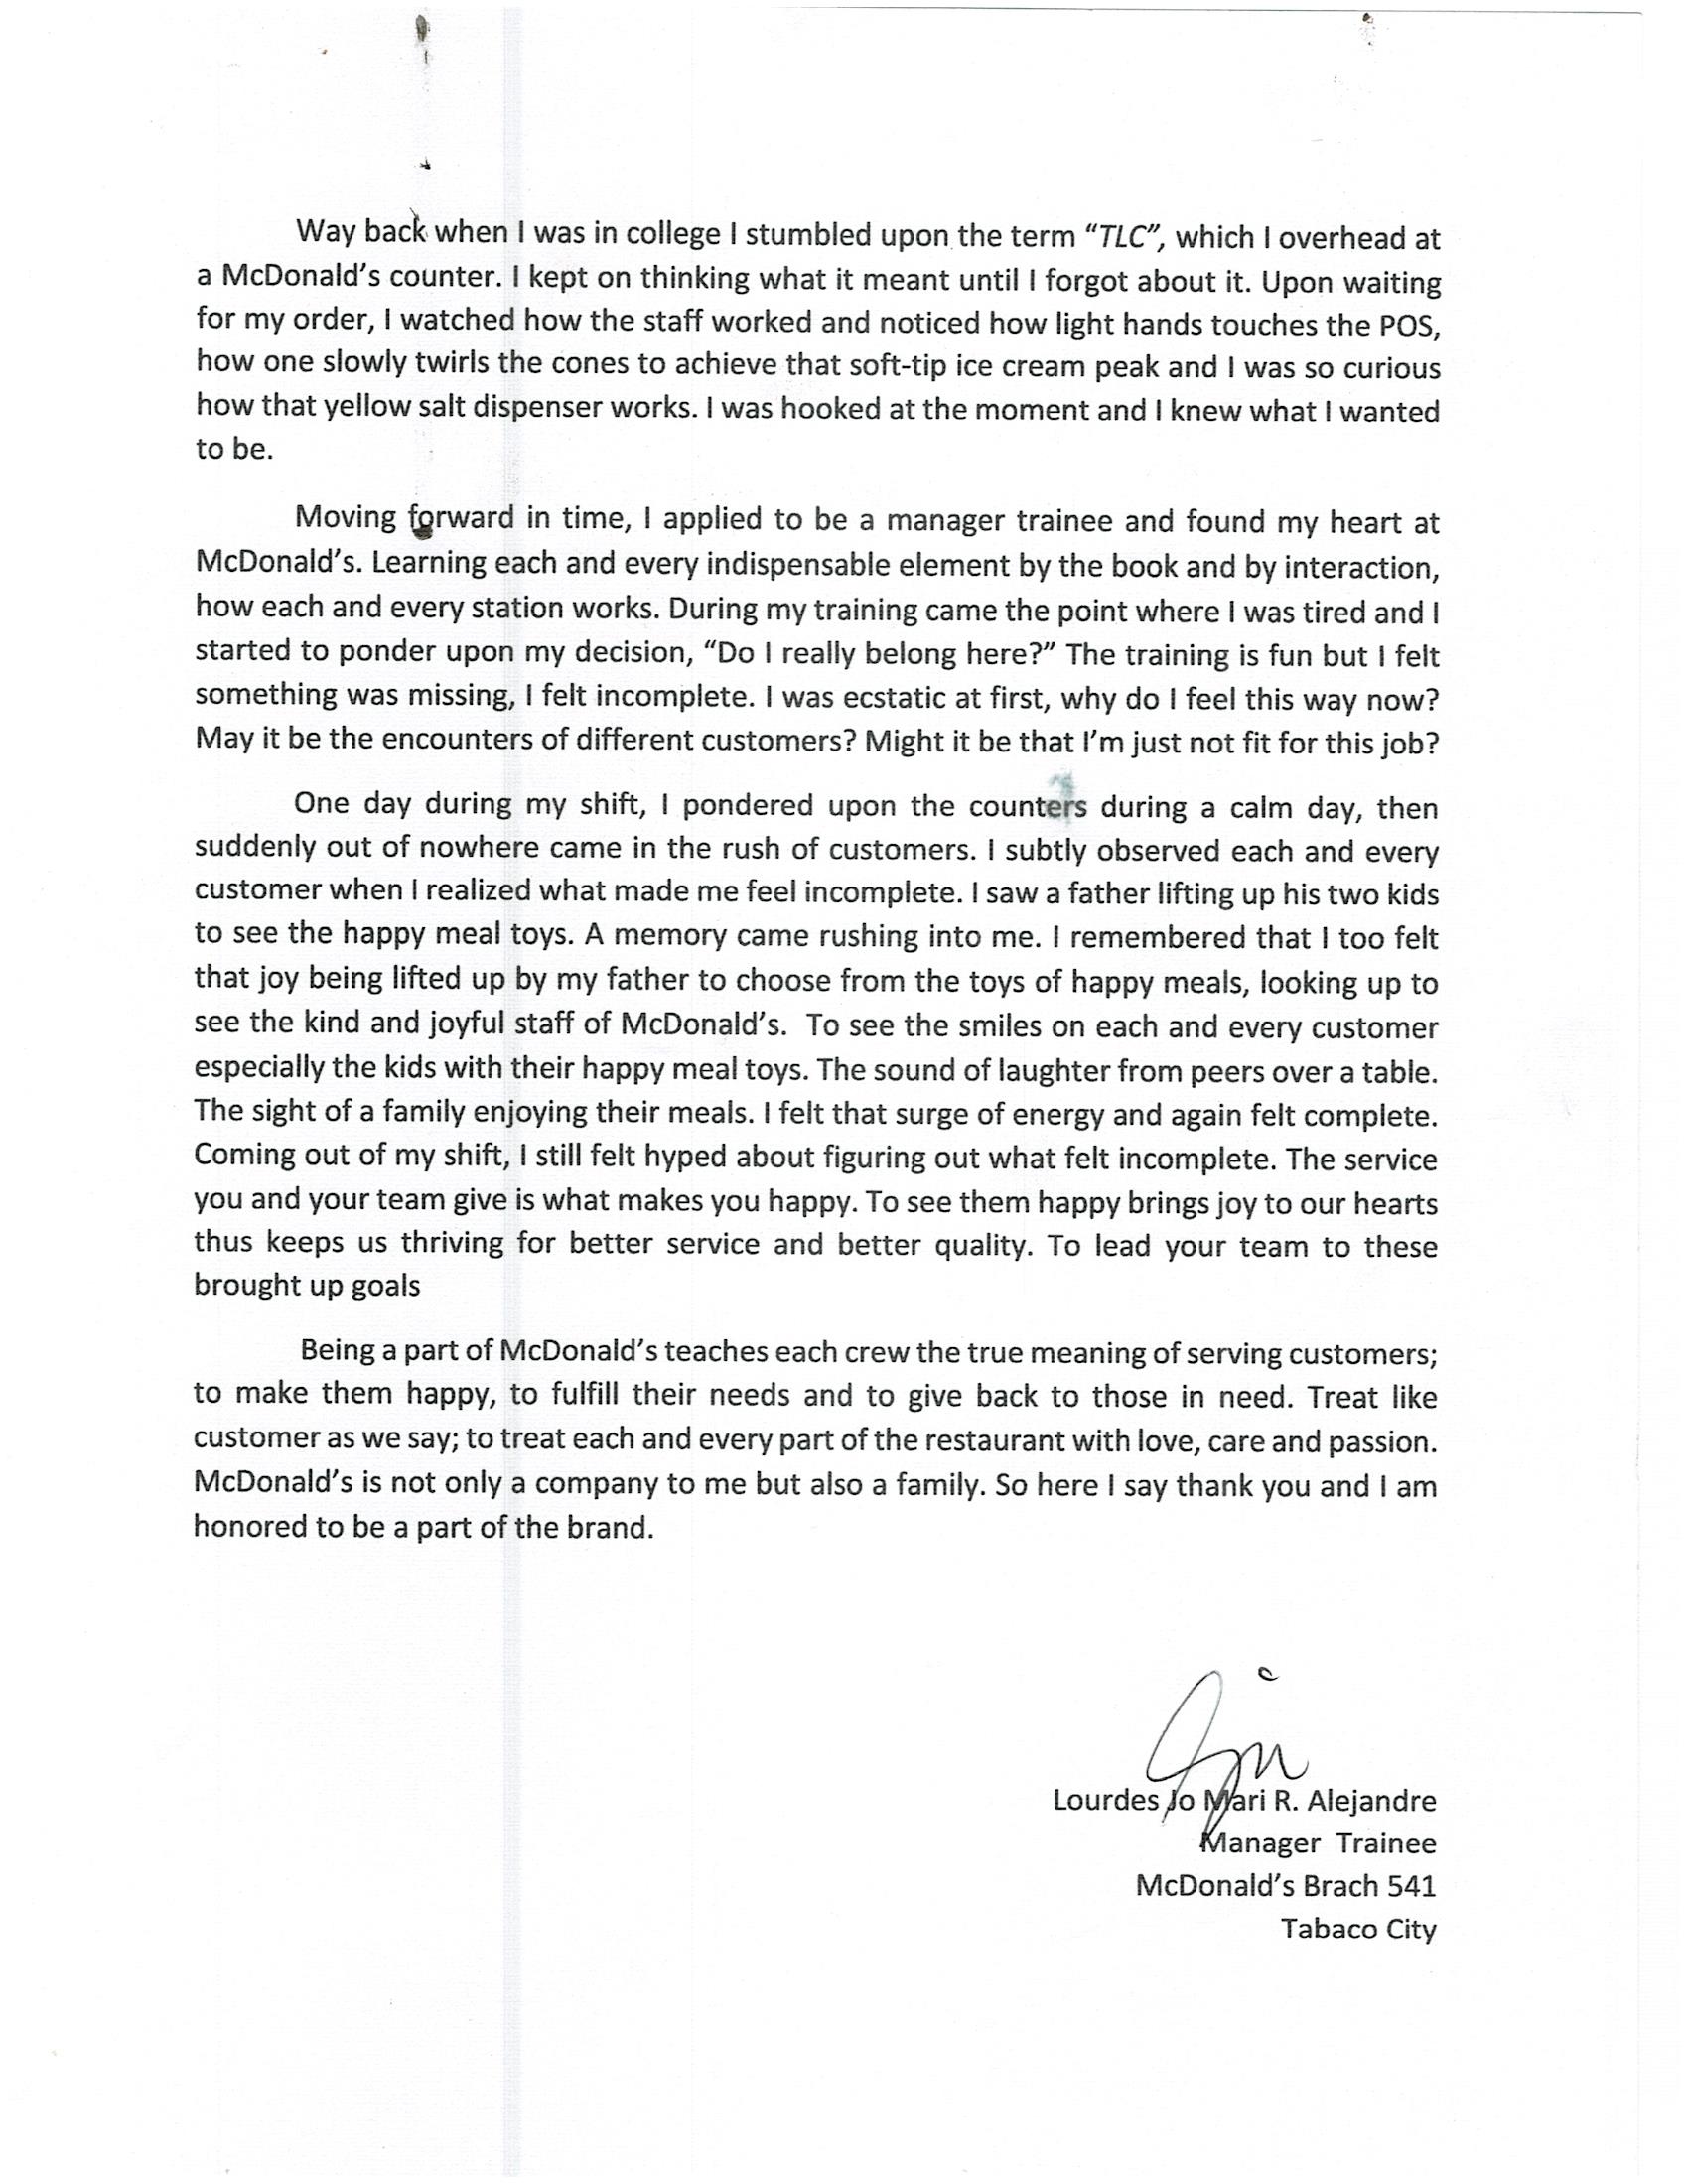 Way back when I was in college I stumbled upon the term “TLC”, which I overhead at
a McDonald’s counter. I kept on thinking what it meant until I forgot about it. Upon waiting
for my order, I watched how the staff worked and noticed how light hands touches the POS,
how one slowly twirls the cones to achieve that soft-tip ice cream peak and I was so curious
how that yellow salt dispenser works. I was hooked at the moment and I knew what I wanted
to be.
Moving forward in time, I applied to be a manager trainee and found my heart at
McDonald’s. Learning each and every indispensable element by the book and by interaction,
how each and every station works. During my training came the point where I was tired and I
started to ponder upon my decision, “Do I really belong here?” The training is fun but I felt
something was missing, I felt incomplete. I was ecstatic at first, why do I feel this way now?
May it be the encounters of different customers? Might it be that I’m just not fit for this job?
One day during my shift, I pondered upon the counters during a calm day, then
suddenly out of nowhere came in the rush of customers. I subtly observed each and every
customer when I realized what made me feel incomplete. I saw a father lifting up his two kids
to see the happy meal toys. A memory came rushing into me. I remembered that I too felt
that joy being lifted up by my father to choose from the toys of happy meals, looking up to
see the kind and joyful staff of McDonald’s.  To see the smiles on each and every customer
especially the kids with their happy meal toys. The sound of laughter from peers over a table.
The sight of a family enjoying their meals. I felt that surge of energy and again felt complete.
Coming out of my shift, I still felt hyped about figuring out what felt incomplete. The service
you and your team give is what makes you happy. To see them happy brings joy to our hearts
thus keeps us thriving for better service and better quality. To lead your team to these
brought up goals
Being a part of McDonald’s teaches each crew the true meaning of serving customers;
to make them happy, to fulfill their needs and to give back to those in need. Treat like
customer as we say; to treat each and every part of the restaurant with love, care and passion.
McDonald’s is not only a company to me but also a family. So here I say thank you and I am
honored to be a part of the brand.
Lourdes Jo Mari R. Alejandre
Manager Trainee
McDonald’s Brach 541
Tabaco City